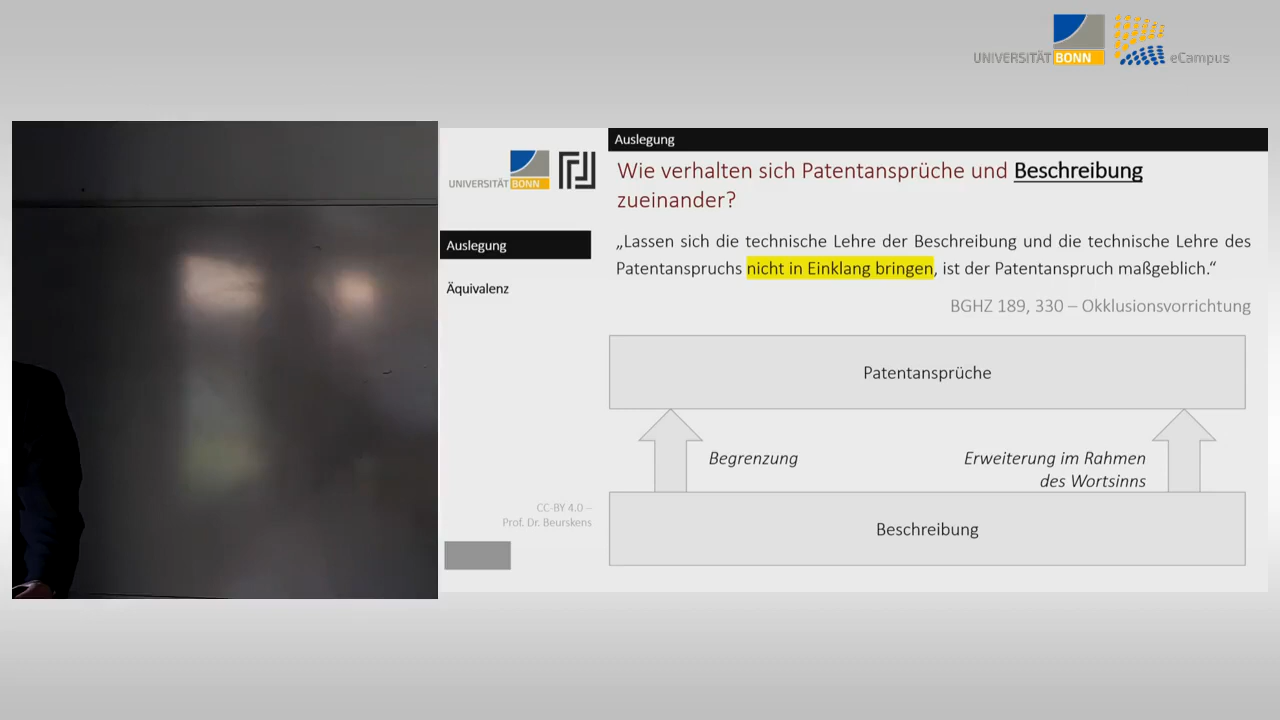 UNIVERSITÄT BONN eCampus
UNIVERSITÄT BONN
Auslegung
Äquivalenz
CC-BY 4.0 –
Prof. Dr. Beurskens
Auslegung
Wie verhalten sich Patentansprüche und Beschreibung
zueinander?
„Lassen sich die technische Lehre der Beschreibung und die technische Lehre des
Patentanspruchs nicht in Einklang bringen, ist der Patentanspruch maßgeblich.“
BGHZ 189, 330 – Okklusionsvorrichtung
Patentansprüche
Begrenzung
Erweiterung im Rahmen
des Wortsinns
Beschreibung